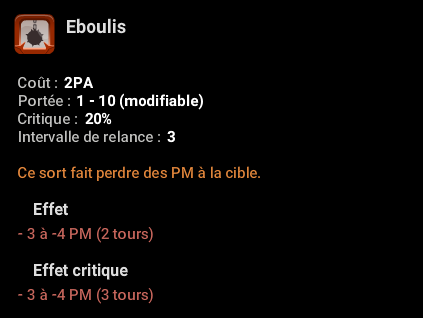 Eboulis
Coût : 2PA
Portée : 1 - 10 (modifiable)
Critique : 20%
Intervalle de relance : 3
Ce sort fait perdre des PM à la cible.
Effet
- 3 à -4 PM (2 tours)
Effet critique
- 3 à -4 PM (3 tours)